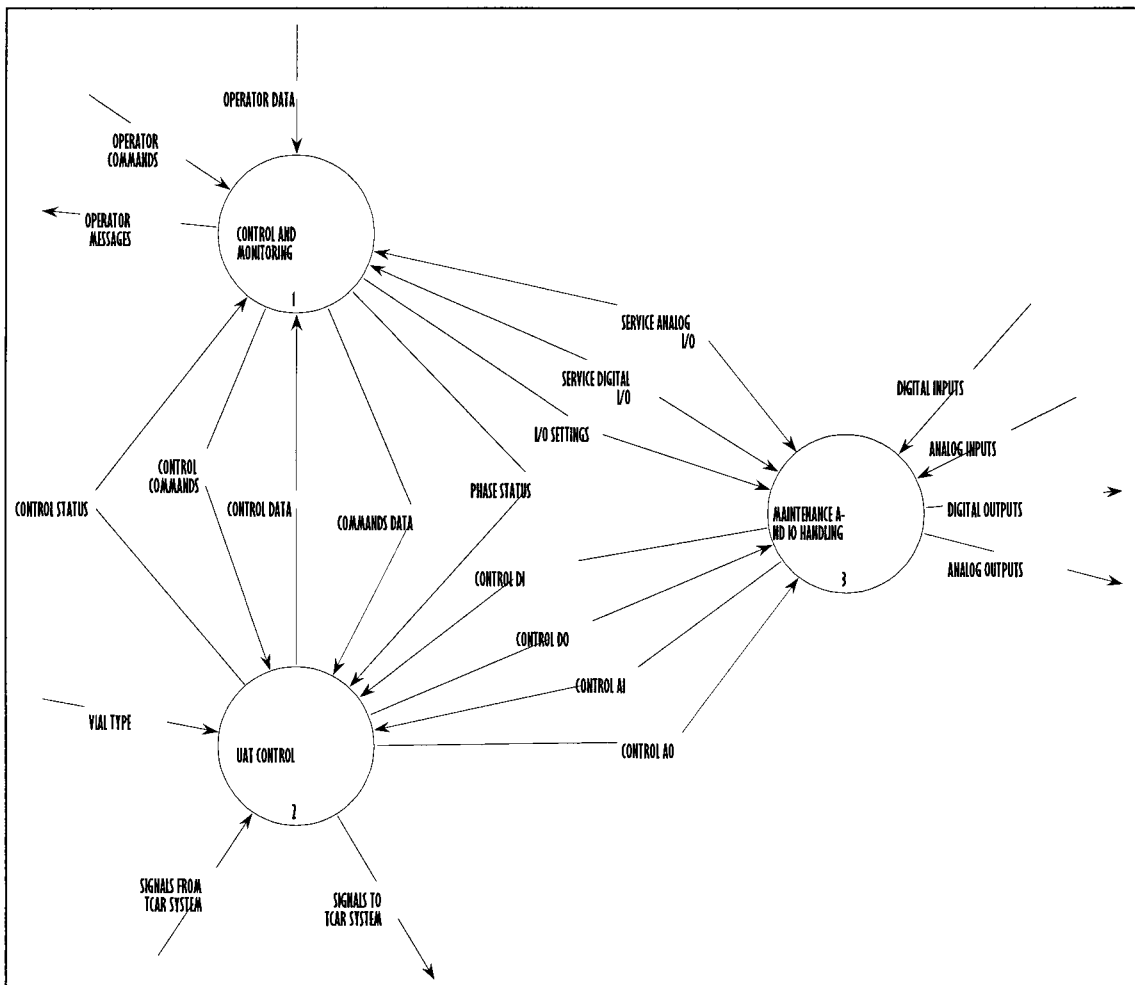 OPERATOR DATA
OPERATOR
COMMANDS
OPERATOR
MESSAGES
CONTROL AND
MONITORING
1
SERVICE ANALOG
I/O
SERVICE DIGITAL
I/O
I/O SETTINGS
DIGITAL INPUTS
ANALOG INPUTS
CONTROL STATUS
CONTROL
COMMANDS
CONTROL DATA
COMMANDS DATA
PHASE STATUS
MAINTENANCE A-
ND IO HANDLING
3
DIGITAL OUTPUTS
ANALOG OUTPUTS
CONTROL DI
CONTROL DO
CONTROL AI
CONTROL AO
VIAL TYPE
UAT CONTROL
2
SIGNALS FROM
TCAR SYSTEM
SIGNALS TO
TCAR SYSTEM